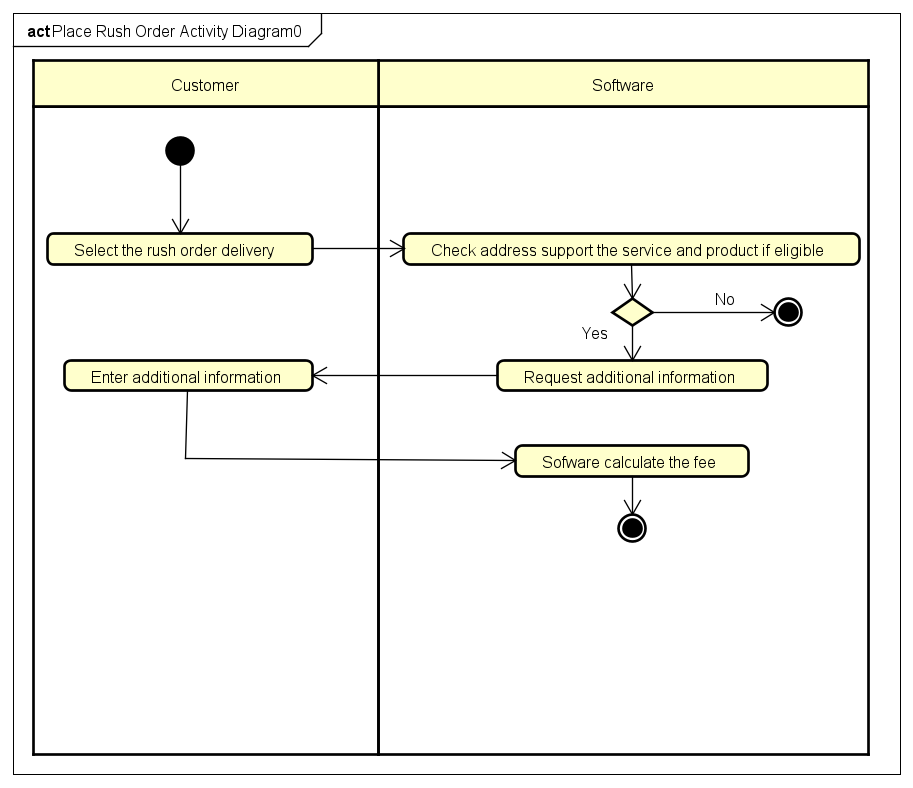 act Place Rush Order Activity Diagram0
Customer
Software
Select the rush order delivery
Check address support the service and product if eligible
No
Yes
Enter additional information
Request additional information
Sofware calculate the fee